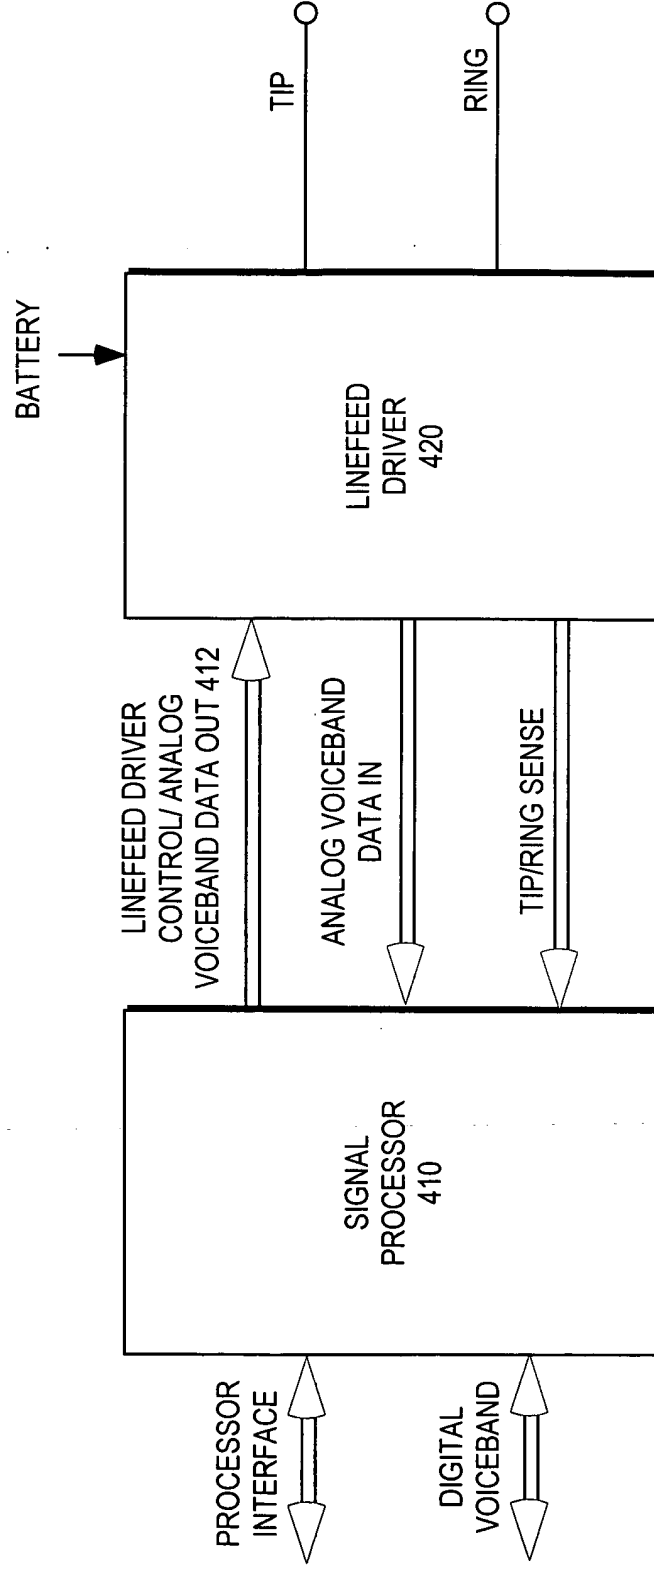 PROCESSOR
INTERFACE
DIGITAL
VOICEBAND
SIGNAL
PROCESSOR
410
LINEFEED DRIVER
CONTROL/ ANALOG
VOICEBAND DATA OUT 412
ANALOG VOICEBAND
DATA IN
TIP/RING SENSE
BATTERY
LINEFEED
DRIVER
420
TIP
RING